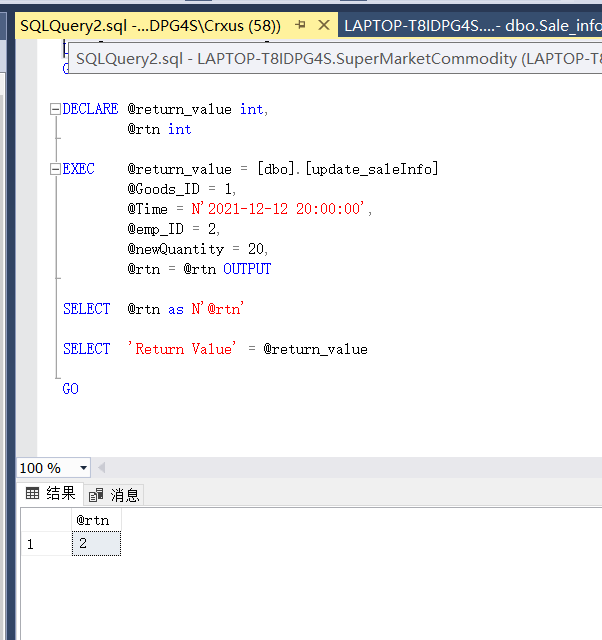 SQLQuery2.sql -...DPG4S\Crxus (58))
LAPTOP-T8IDPG4S....- dbo.Sale_info
SQLQuery2.sql - LAPTOP-T8IDPG4S.SuperMarketCommodity (LAPTOP-T8
DECLARE @return_value int,
@rtn int
EXEC @return_value = [dbo].[update_saleInfo]
@Goods_ID = 1,
@Time = N'2021-12-12 20:00:00',
@emp_ID = 2,
@newQuantity = 20,
@rtn = @rtn OUTPUT
SELECT @rtn as N'@rtn'
SELECT 'Return Value' = @return_value
GO
100 %
结果 消息
@rtn
1 2